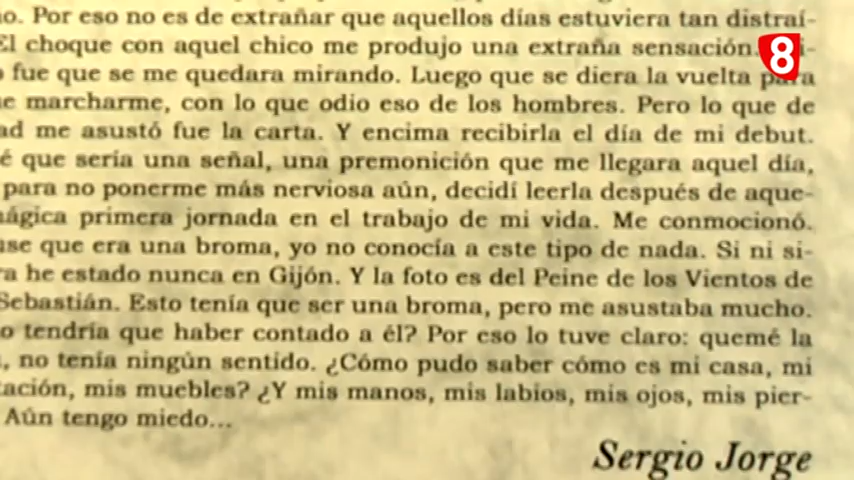 o. Por eso no es de extrañar que aquellos días estuviera tan distraí-
El choque con aquel chico me produjo una extraña sensación. i-
o fue que se me quedara mirando. Luego que se diera la vuelta para
e marcharme, con lo que odio eso de los hombres. Pero lo que de
ad me asustó fue la carta. Y encima recibirla el día de mi debut.
é que sería una señal, una premonición que me llegara aquel día,
para no ponerme más nerviosa aún, decidí leerla después de aque-
nágica primera jornada en el trabajo de mi vida. Me conmocionó.
nse que era una broma, yo no conocía a este tipo de nada. Si ni si-
ra he estado nunca en Gijón. Y la foto es del Peine de los Vientos de
Sebastián. Esto tenía que ser una broma, pero me asustaba mucho.
o tendría que haber contado a él? Por eso lo tuve claro: quemé la
, no tenía ningún sentido. ¿Cómo pudo saber cómo es mi casa, mi
tación, mis muebles? ¿Y mis manos, mis labios, mis ojos, mis pier-
Aún tengo miedo...
Sergio Jorge
8